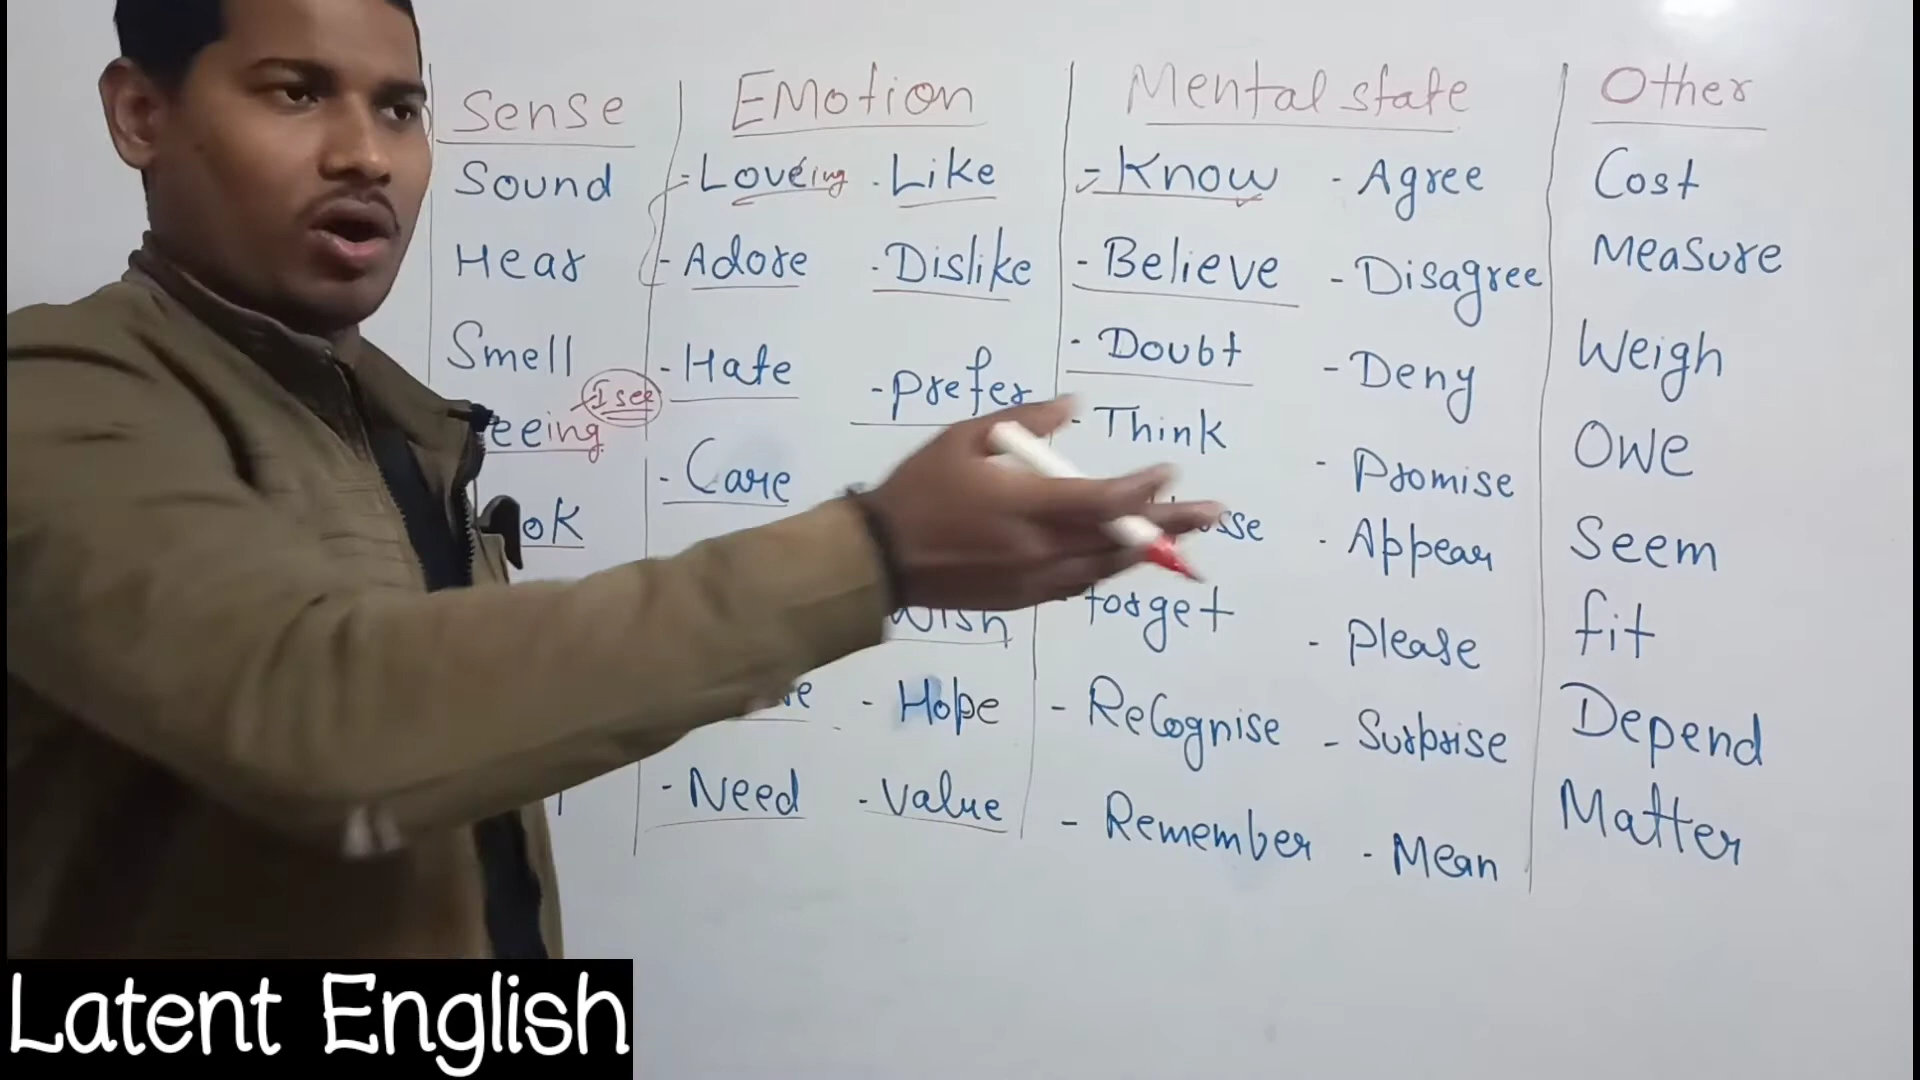 Sense
EMotion
Mental state
Other
Sound
Hear
Smell
eeing
I see
ok
- Loveing
- Like
- Adore
- Dislike
- Hate
- Prefer
- Care
Wish
- Hope
- Need
- Value
- Know
- Agree
- Believe
- Disagree
- Doubt
- Deny
- Think
- Promise
- Appear
forget
- Please
- Recognise
- Surprise
- Remember
- Mean
Cost
Measure
Weigh
Owe
Seem
fit
Depend
Matter
Latent English